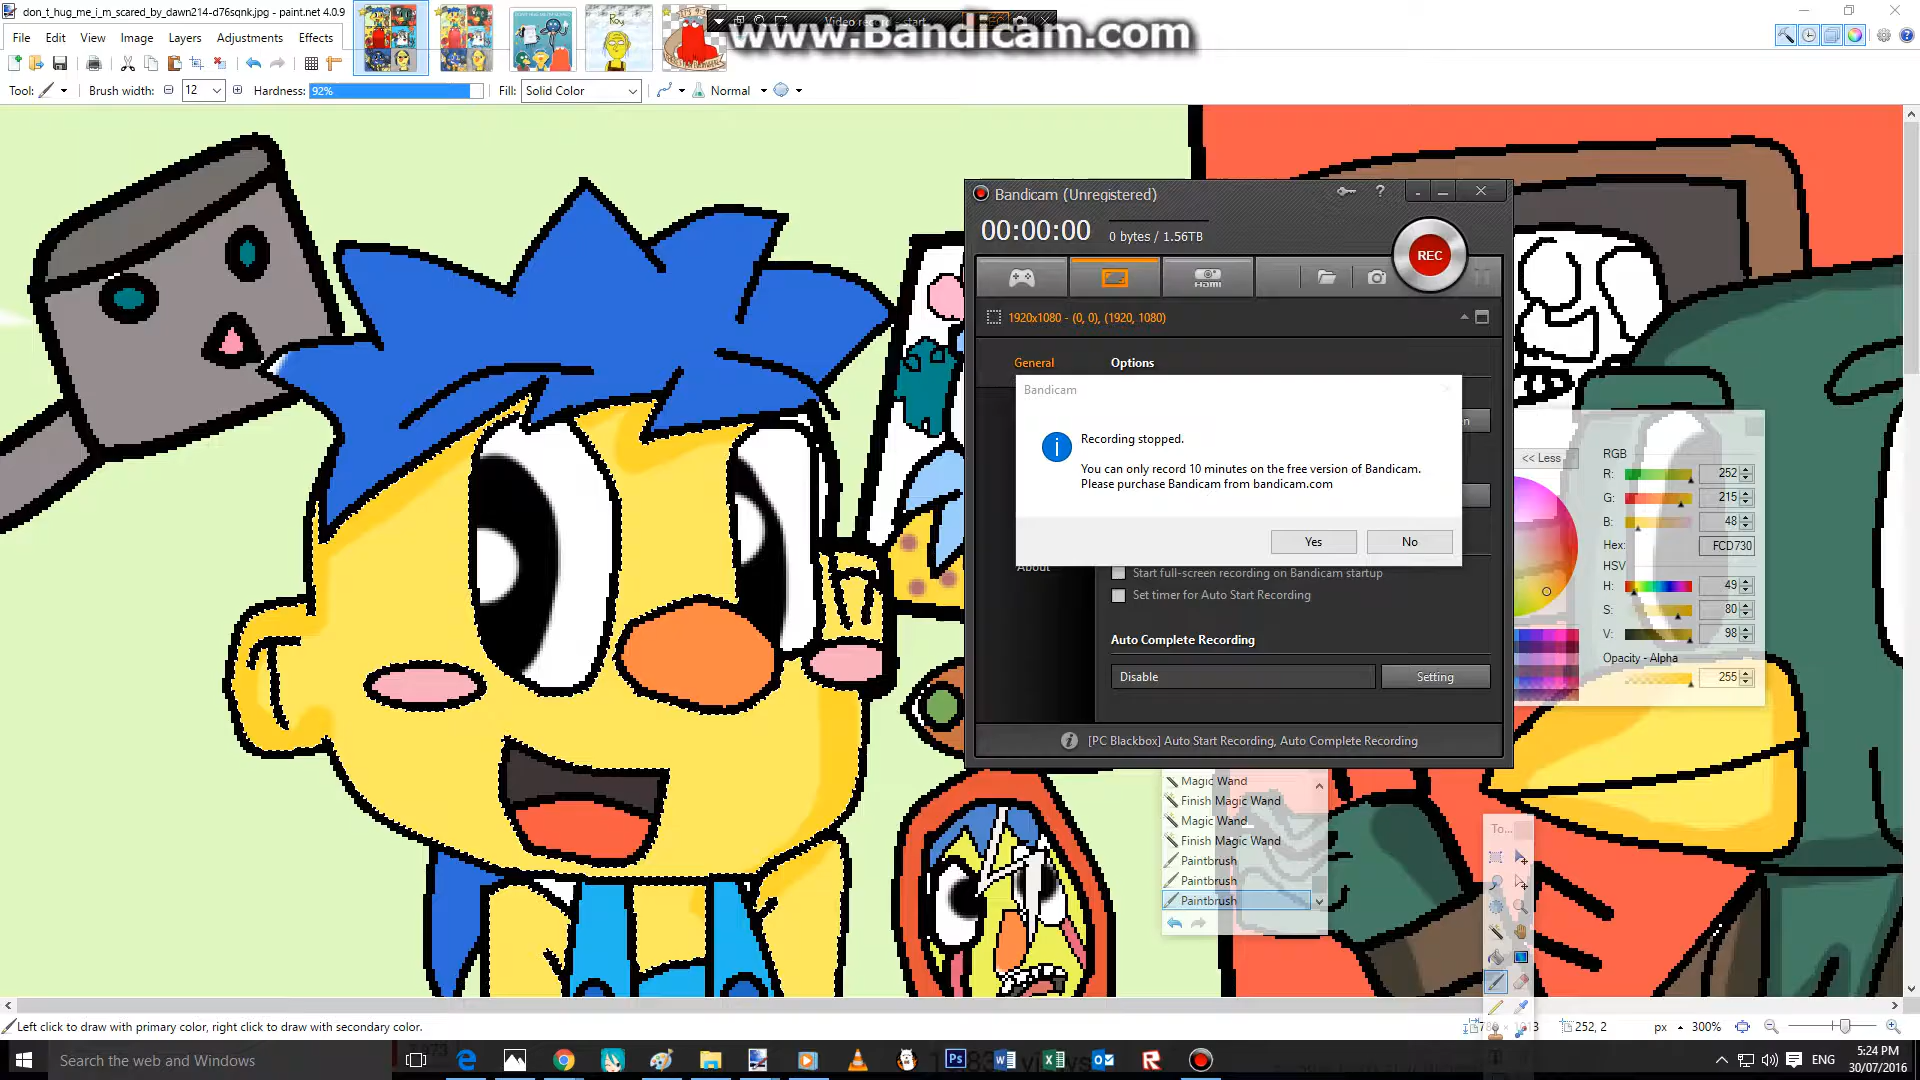 don_t_hug_me_i_m_scared_by_dawn214-d76sqnk.jpg - paint.net 4.0.9
www.Bandicam.com
File Edit View Image Layers Adjustments Effects
Roy
Tool: Brush width: 12 Hardness: 92% Fill: Solid Color Normal
Bandicam (Unregistered)
00:00:00 0 bytes / 1.56TB
REC
HDMI
1920x1080 - (0, 0), (1920, 1080)
General Options
Bandicam
Recording stopped.
You can only record 10 minutes on the free version of Bandicam.
Please purchase Bandicam from bandicam.com
Yes No
About
Start full-screen recording on Bandicam startup
Set timer for Auto Start Recording
Auto Complete Recording
Disable Setting
[PC Blackbox] Auto Start Recording, Auto Complete Recording
<< Less
RGB
R: 252
G: 215
B: 48
Hex: FCD730
HSV
H: 49
S: 80
V: 98
Opacity - Alpha
255
Magic Wand
Finish Magic Wand
Magic Wand
Finish Magic Wand
Paintbrush
Paintbrush
Paintbrush
To...
Left click to draw with primary color, right click to draw with secondary color.
252, 2 px 300%
Search the web and Windows
ENG
5:24 PM
30/07/2016